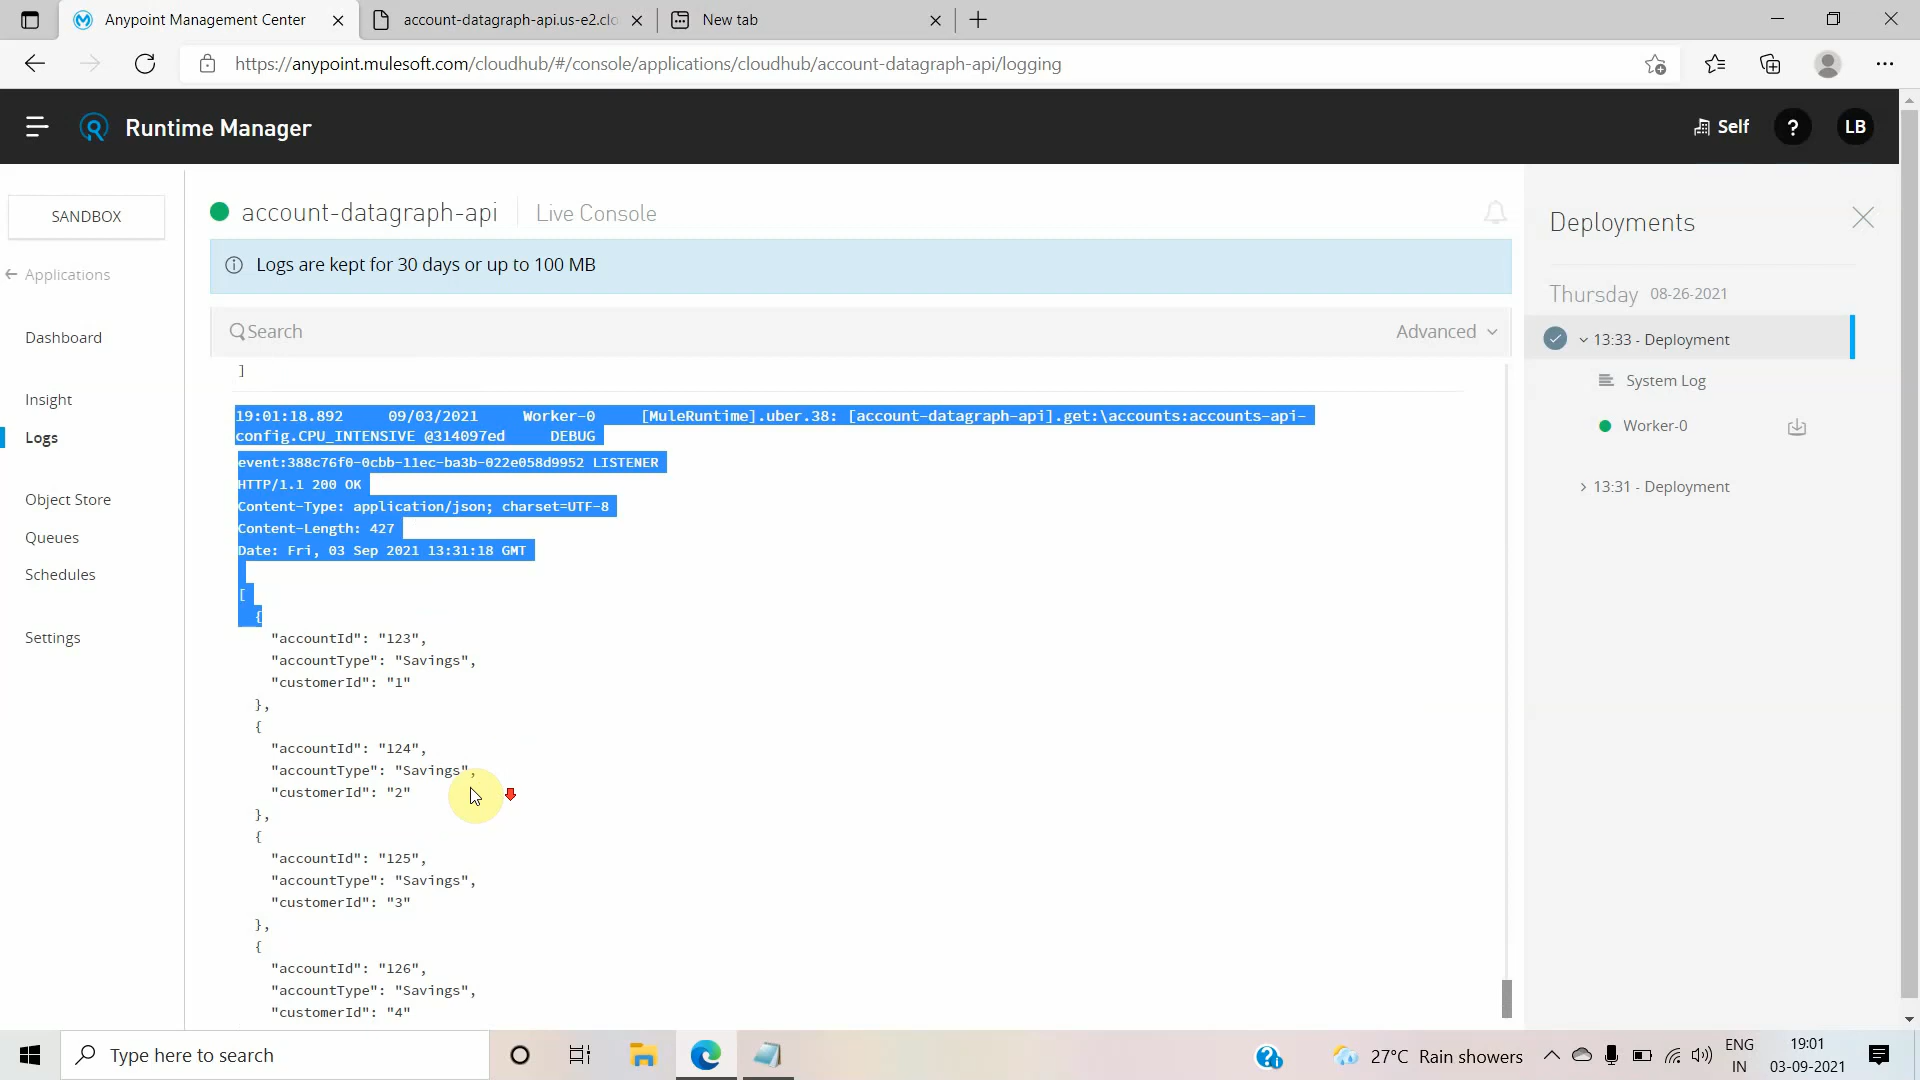 Anypoint Management Center
account-datagraph-api.us-e2.clo
New tab
https://anypoint.mulesoft.com/cloudhub/#/console/applications/cloudhub/account-datagraph-api/logging
Runtime Manager
Self
?
LB
SANDBOX
Applications
Dashboard
Insight
Logs
Object Store
Queues
Schedules
Settings
account-datagraph-api
Live Console
Logs are kept for 30 days or up to 100 MB
Search
Advanced
]
19:01:18.892 09/03/2021 Worker-0 [MuleRuntime].uber.38: [account-datagraph-api].get:\accounts:accounts-api-
config.CPU_INTENSIVE @314097ed DEBUG
event:388c76f0-0cbb-11ec-ba3b-022e058d9952 LISTENER
HTTP/1.1 200 OK
Content-Type: application/json; charset=UTF-8
Content-Length: 427
Date: Fri, 03 Sep 2021 13:31:18 GMT
[
{
"accountId": "123",
"accountType": "Savings",
"customerId": "1"
},
{
"accountId": "124",
"accountType": "Savings",
"customerId": "2"
},
{
"accountId": "125",
"accountType": "Savings",
"customerId": "3"
},
{
"accountId": "126",
"accountType": "Savings",
"customerId": "4"
Deployments
Thursday 08-26-2021
13:33 - Deployment
System Log
Worker-0
13:31 - Deployment
Type here to search
27°C Rain showers
ENG
IN
19:01
03-09-2021